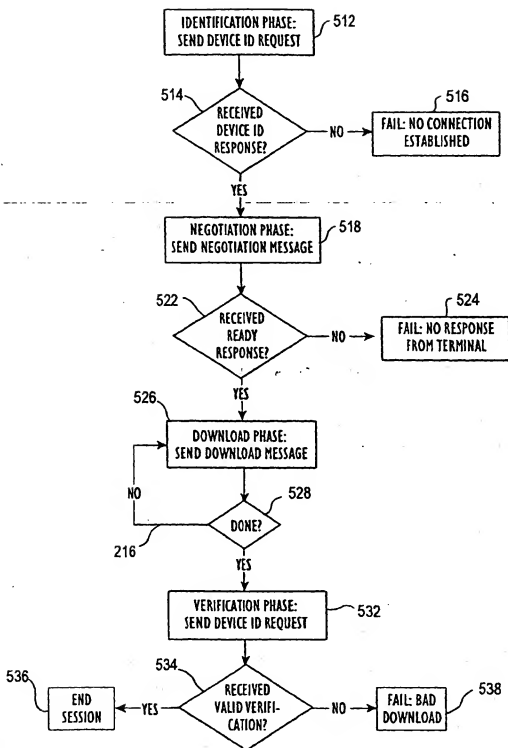 IDENTIFICATION PHASE:
SEND DEVICE ID REQUEST
512
514
RECEIVED
DEVICE ID
RESPONSE?
NO
516
FAIL: NO CONNECTION
ESTABLISHED
YES
NEGOTIATION PHASE:
SEND NEGOTIATION MESSAGE
518
522
RECEIVED
READY
RESPONSE?
NO
524
FAIL: NO RESPONSE
FROM TERMINAL
YES
526
DOWNLOAD PHASE:
SEND DOWNLOAD MESSAGE
NO
528
DONE?
216
YES
VERIFICATION PHASE:
SEND DEVICE ID REQUEST
532
534
RECEIVED
VALID VERIFI-
CATION?
536
END
SESSION
YES
NO
FAIL: BAD
DOWNLOAD
538